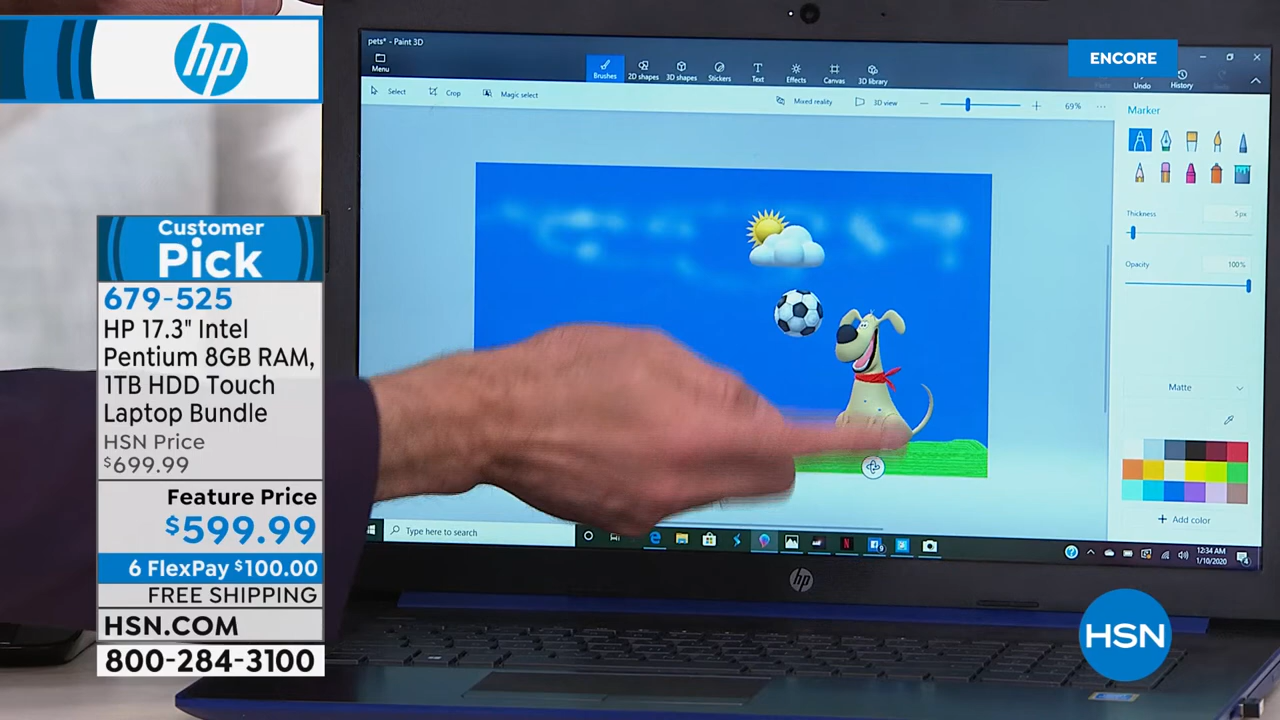 hp
ENCORE
Customer
Pick
679-525
HP 17.3" Intel
Pentium 8GB RAM,
1TB HDD Touch
Laptop Bundle
HSN Price
$699.99
Feature Price
$599.99
6 FlexPay $100.00
FREE SHIPPING
HSN.COM
800-284-3100
pets* - Paint 3D
Menu
Brushes 2D shapes 3D shapes Stickers Text Effects Canvas 3D library
Undo History
Select Crop Magic select Mixed reality 3D view 69%
Marker
Thickness 5px
Opacity 100%
Matte
Add color
Type here to search
12:34 AM
1/10/2020
hp
HSN